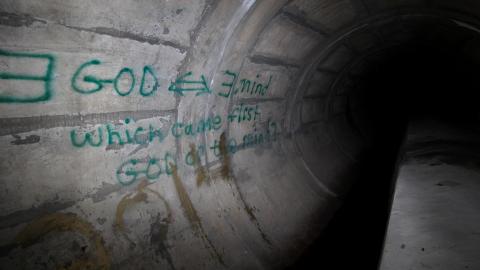 ∃ GOD ⇔ ∃ mind
which came first
GOD or the mind?